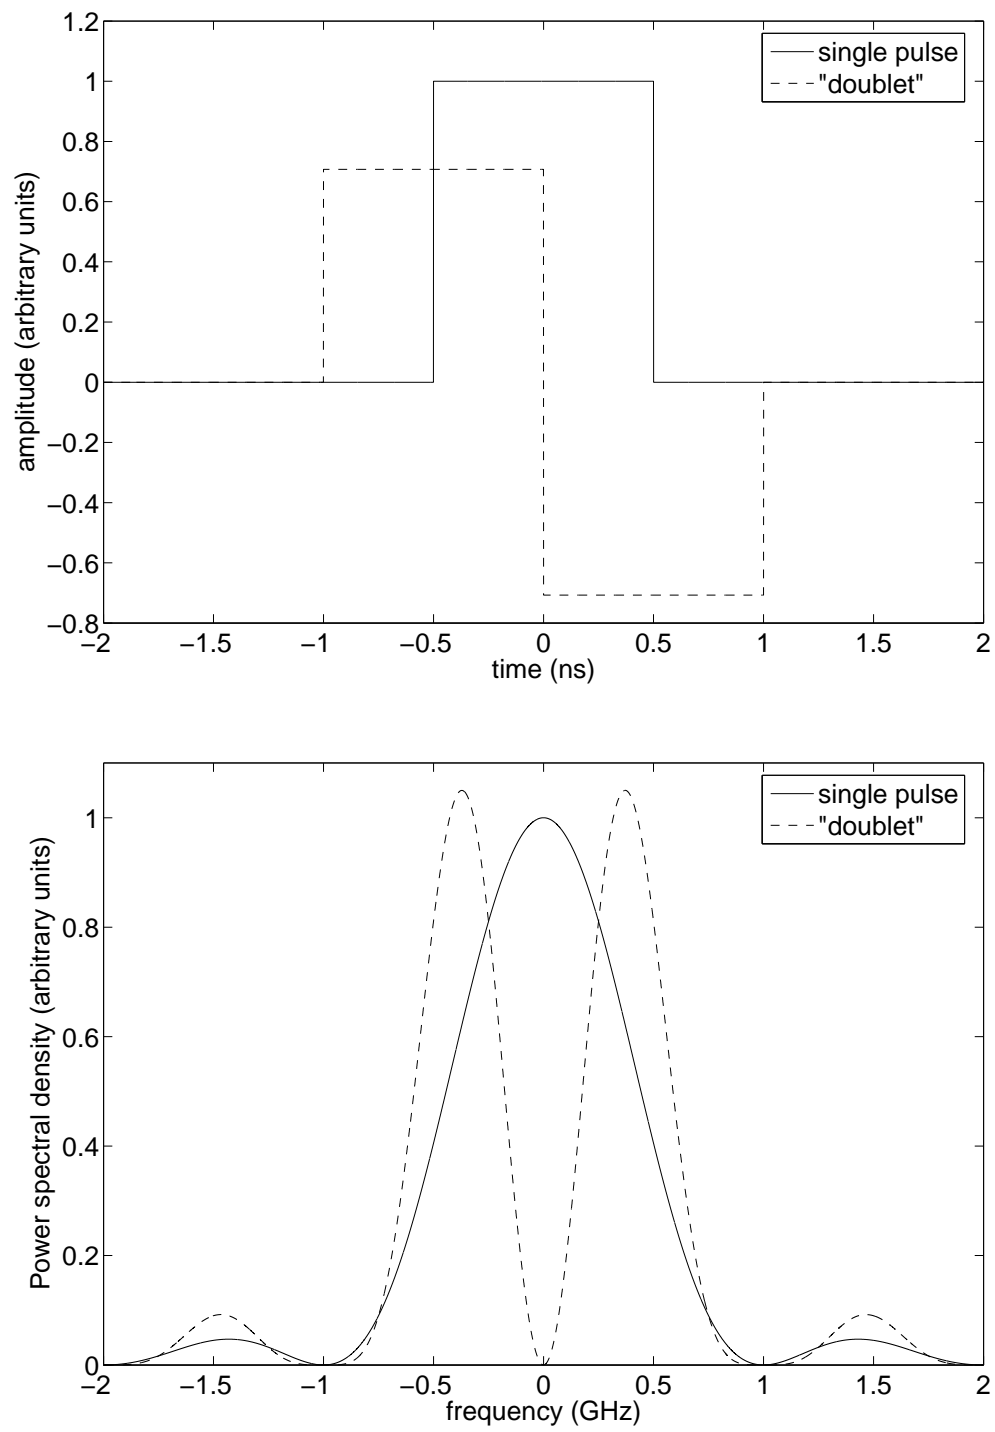 1.2
1
0.8
0.6
0.4
0.2
0
−0.2
−0.4
−0.6
−0.8
amplitude (arbitrary units)
single pulse
"doublet"
−2 −1.5 −1 −0.5 0 0.5 1 1.5 2
time (ns)
1
0.8
0.6
0.4
0.2
0
Power spectral density (arbitrary units)
single pulse
"doublet"
−2 −1.5 −1 −0.5 0 0.5 1 1.5 2
frequency (GHz)